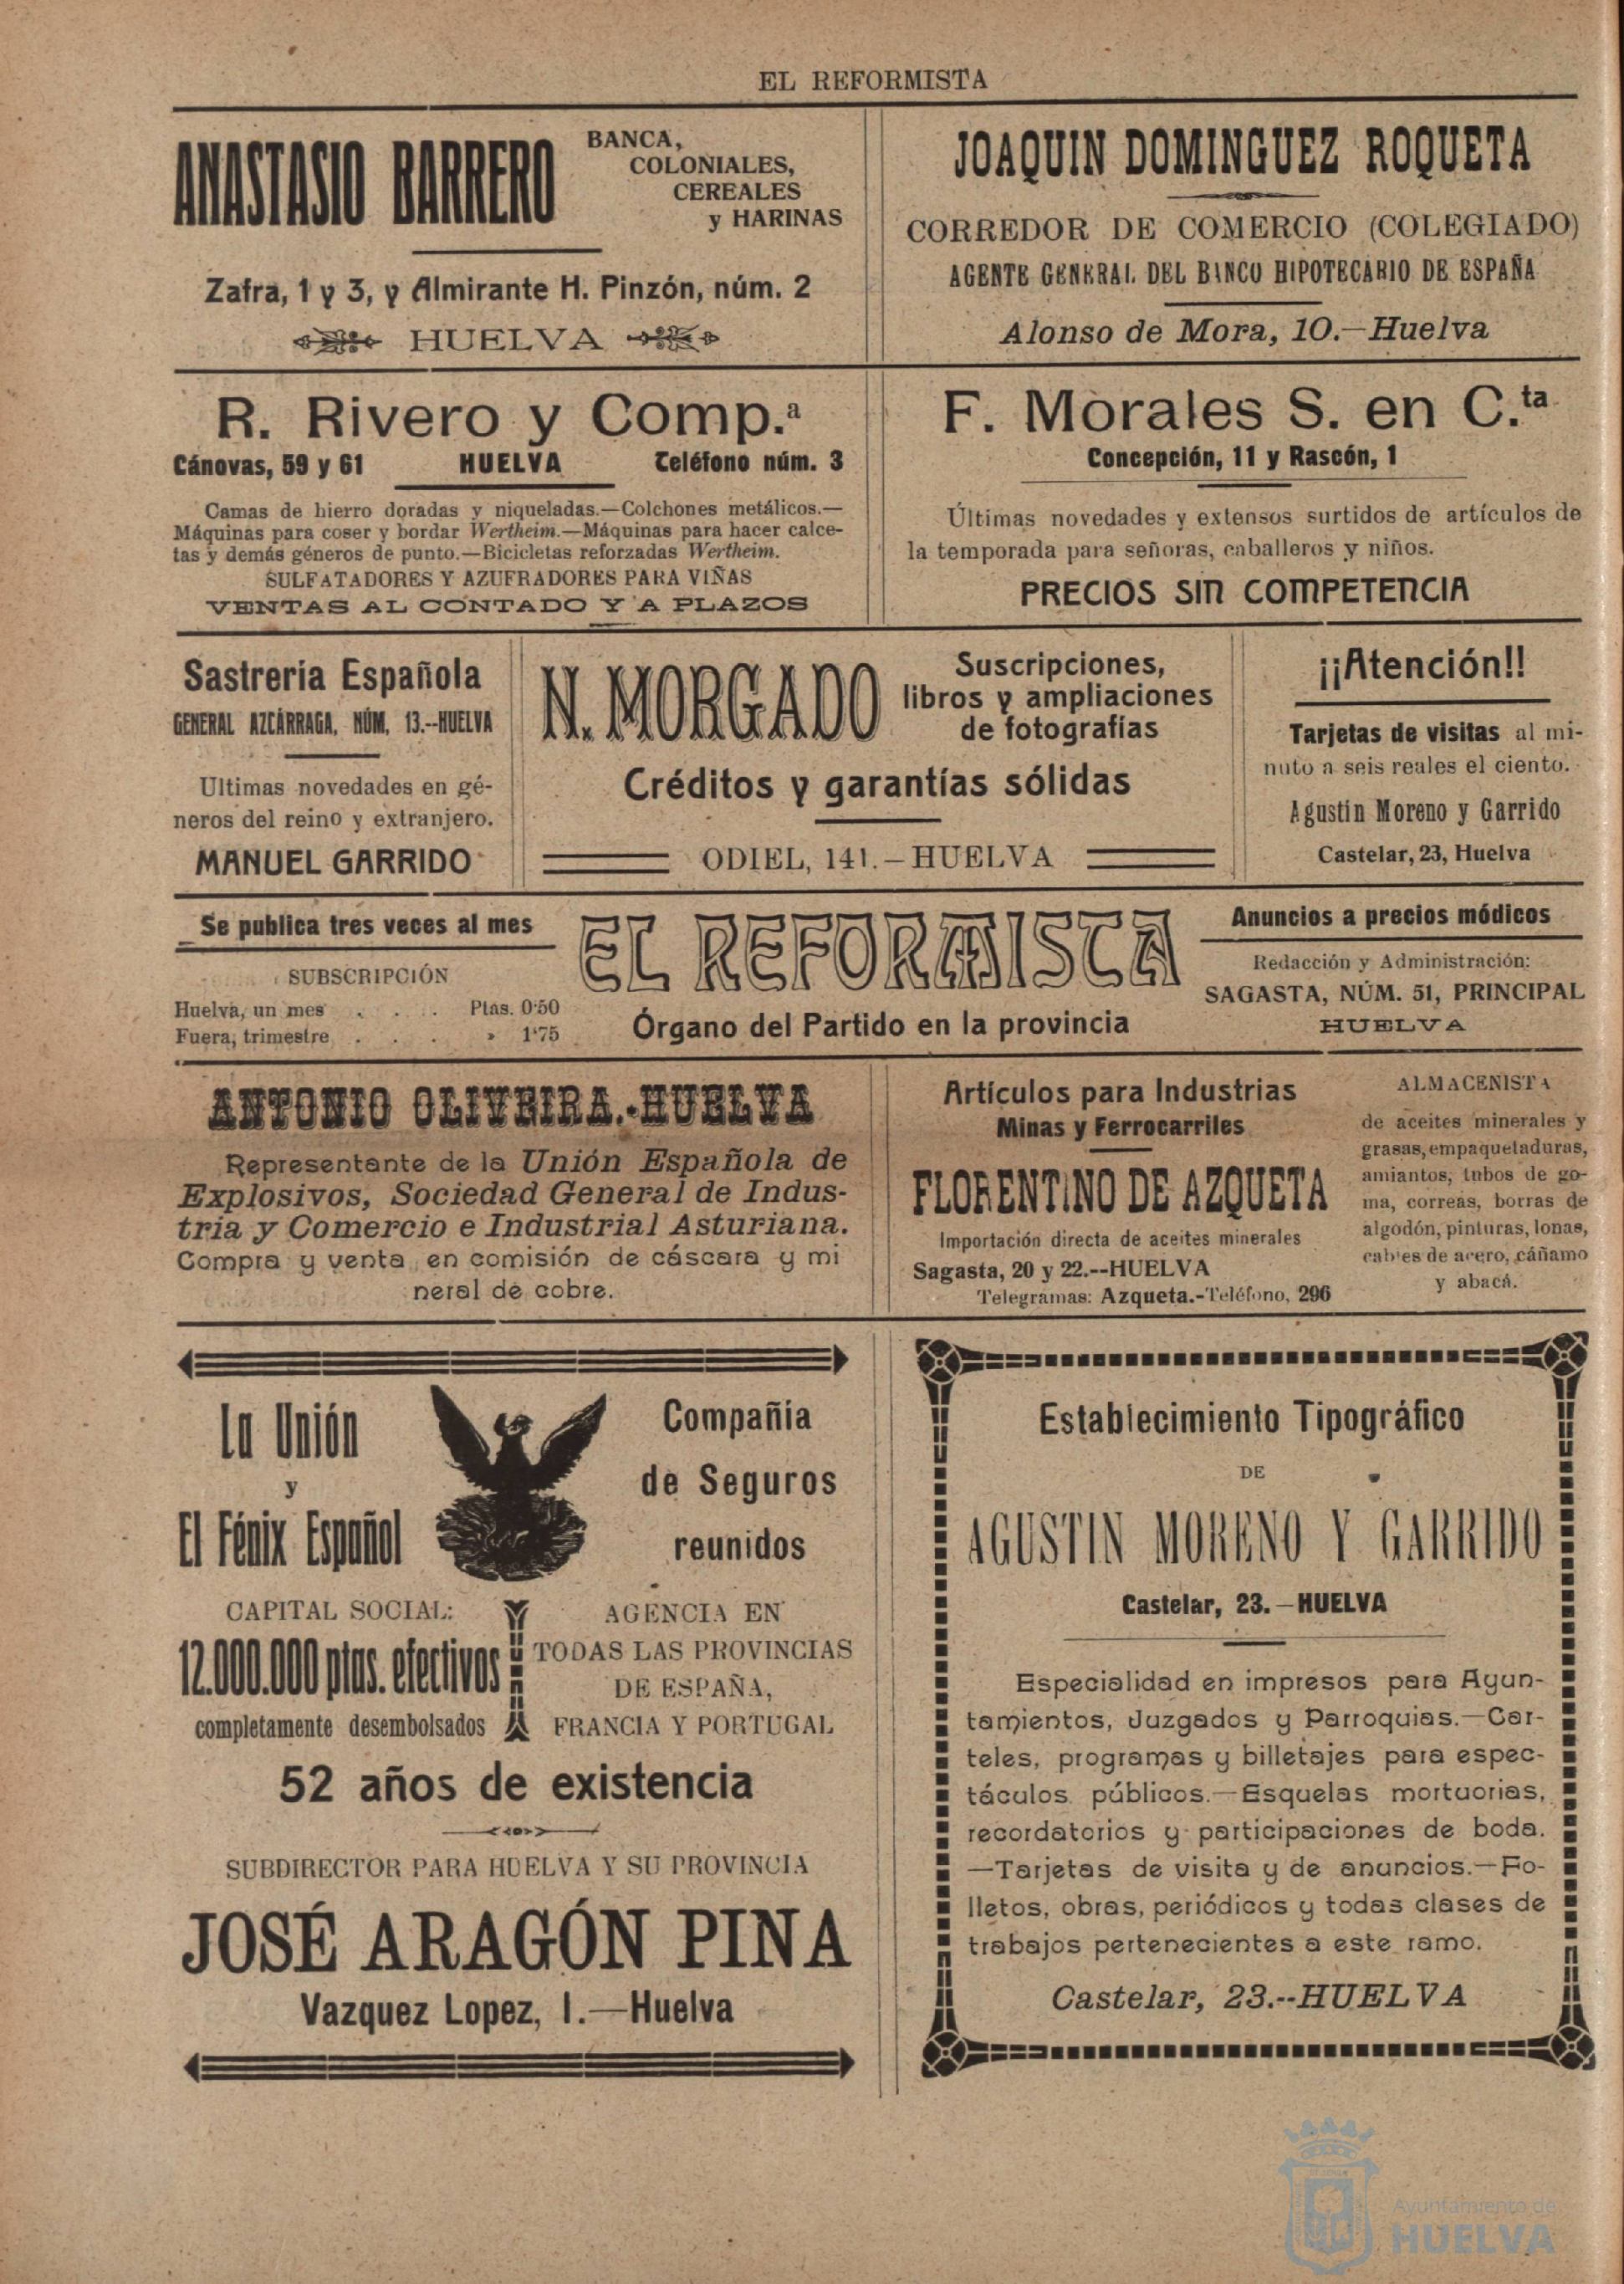 EL REFORMISTA
ANASTASIO BARRERO
BANCA,
COLONIALES,
CEREALES
y HARINAS
Zafra, 1 y 3, y Almirante H. Pinzón, núm. 2
HUELVA
JOAQUIN DOMINGUEZ ROQUETA
CORREDOR DE COMERCIO (COLEGIADO)
AGENTE GENERAL DEL BANCO HIPOTECARIO DE ESPAÑA
Alonso de Mora, 10.—Huelva
R. Rivero y Comp.ª
Cánovas, 59 y 61 HUELVA Teléfono núm. 3
Camas de hierro doradas y niqueladas.—Colchones metálicos.—
Máquinas para coser y bordar Wertheim.—Máquinas para hacer calce-
tas y demás géneros de punto.—Bicicletas reforzadas Wertheim.
SULFATADORES Y AZUFRADORES PARA VIÑAS
VENTAS AL CONTADO Y A PLAZOS
F. Morales S. en C.ta
Concepción, 11 y Rascón, 1
Últimas novedades y extensos surtidos de artículos de
la temporada para señoras, caballeros y niños.
PRECIOS SIN COMPETENCIA
Sastrería Española
GENERAL AZCÁRRAGA, NÚM, 13.--HUELVA
Ultimas novedades en gé-
neros del reino y extranjero.
MANUEL GARRIDO
N. MORGADO
Suscripciones,
libros y ampliaciones
de fotografías
Créditos y garantías sólidas
ODIEL, 141.—HUELVA
¡¡Atención!!
Tarjetas de visitas al mi-
nuto a seis reales el ciento.
Agustin Moreno y Garrido
Castelar, 23, Huelva
Se publica tres veces al mes
SUBSCRIPCIÓN
Huelva, un mes . . . . Ptas. 0'50
Fuera, trimestre . . . . » 1'75
EL REFORMISTA
Órgano del Partido en la provincia
Anuncios a precios módicos
Redacción y Administración:
SAGASTA, NÚM. 51, PRINCIPAL
HUELVA
ANTONIO OLIVEIRA.-HUELVA
Representante de la Unión Española de
Explosivos, Sociedad General de Indus-
tria y Comercio e Industrial Asturiana.
Compra y venta en comisión de cáscara y mi
neral de cobre.
Artículos para Industrias
Minas y Ferrocarriles
FLORENTINO DE AZQUETA
Importación directa de aceites minerales
Sagasta, 20 y 22.--HUELVA
Telegramas: Azqueta.-Teléfono, 296
ALMACENISTA
de aceites minerales y
grasas, empaquetaduras,
amiantos, tubos de go-
ma, correas, borras de
algodón, pinturas, lonas,
cables de acero, cáñamo
y abacá.
La Unión
y
El Fénix Español
Compañia
de Seguros
reunidos
CAPITAL SOCIAL:
12.000.000 ptas. efectivos
completamente desembolsados
AGENCIA EN
TODAS LAS PROVINCIAS
DE ESPAÑA,
FRANCIA Y PORTUGAL
52 años de existencia
SUBDIRECTOR PARA HUELVA Y SU PROVINCIA
JOSÉ ARAGÓN PINA
Vazquez Lopez, 1.—Huelva
Establecimiento Tipográfico
DE
AGUSTIN MORENO Y GARRIDO
Castelar, 23.—HUELVA
Especialidad en impresos para Ayun-
tamientos, Juzgados y Parroquias.—Car-
teles, programas y billetajes para espec-
táculos públicos.—Esquelas mortuorias,
recordatorios y participaciones de boda.
—Tarjetas de visita y de anuncios.—Fo-
lletos, obras, periódicos y todas clases de
trabajos pertenecientes a este ramo.
Castelar, 23.--HUELVA
Ayuntamiento de
HUELVA